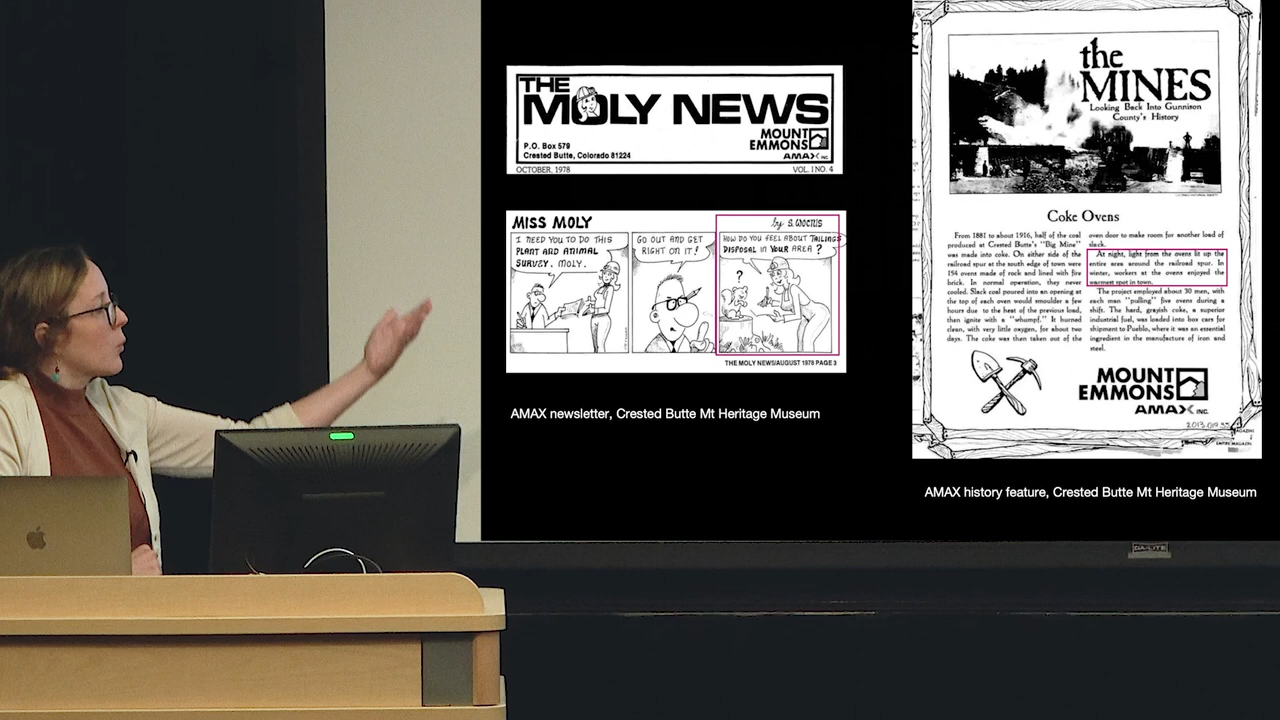 THE
MOLY NEWS
P.O. Box 579
Crested Butte, Colorado 81224
MOUNT
EMMONS
AMAX INC.
OCTOBER, 1978
VOL. 1 NO. 4
MISS MOLY
by S. WOCTIS
I NEED YOU TO DO THIS
PLANT AND ANIMAL
SURVEY, MOLY.
GO OUT AND GET
RIGHT ON IT!
HOW DO YOU FEEL ABOUT TAILINGS
DISPOSAL IN YOUR AREA?
?
THE MOLY NEWS/AUGUST 1978 PAGE 3
AMAX newsletter, Crested Butte Mt Heritage Museum
the
MINES
Looking Back Into Gunnison
County's History
Coke Ovens
From 1881 to about 1916, half of the coal
produced at Crested Butte's "Big Mine"
was made into coke. On either side of the
railroad spur at the south edge of town were
154 ovens made of rock and lined with fire
brick. In normal operation, they never
cooled. Slack coal poured into an opening at
the top of each oven would smoulder a few
hours due to the heat of the previous load,
then ignite with a "whumpf." It burned
clean, with very little oxygen, for about two
days. The coke was then taken out of the
oven door to make room for another load of
slack.
At night, light from the ovens lit up the
entire area around the railroad spur. In
winter, workers at the ovens enjoyed the
warmest spot in town.
The project employed about 30 men, with
each man "pulling" five ovens during a
shift. The hard, grayish coke, a superior
industrial fuel, was loaded into box cars for
shipment to Pueblo, where it was an essential
ingredient in the manufacture of iron and
steel.
MOUNT
EMMONS
AMAX INC.
AMAX history feature, Crested Butte Mt Heritage Museum
DA-LITE